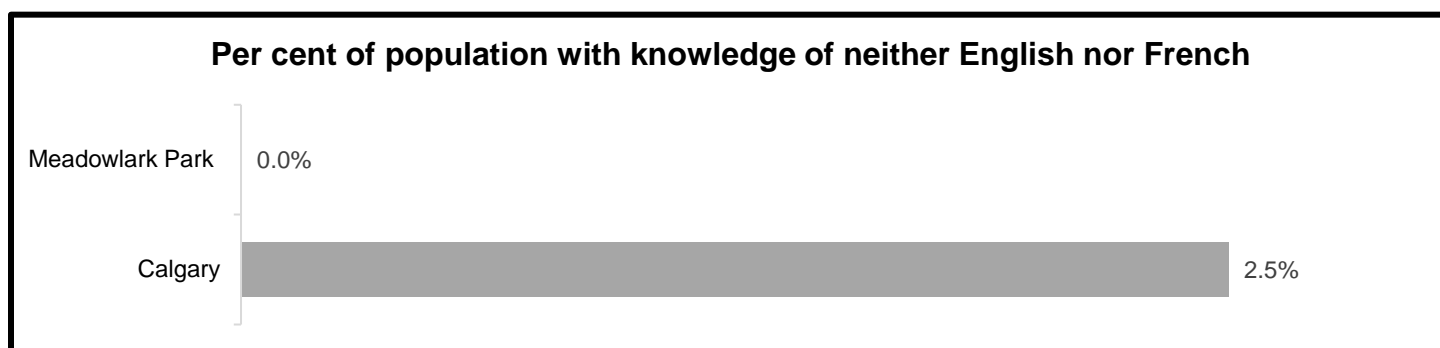 Per cent of population with knowledge of neither English nor French
Meadowlark Park 0.0%
Calgary 2.5%